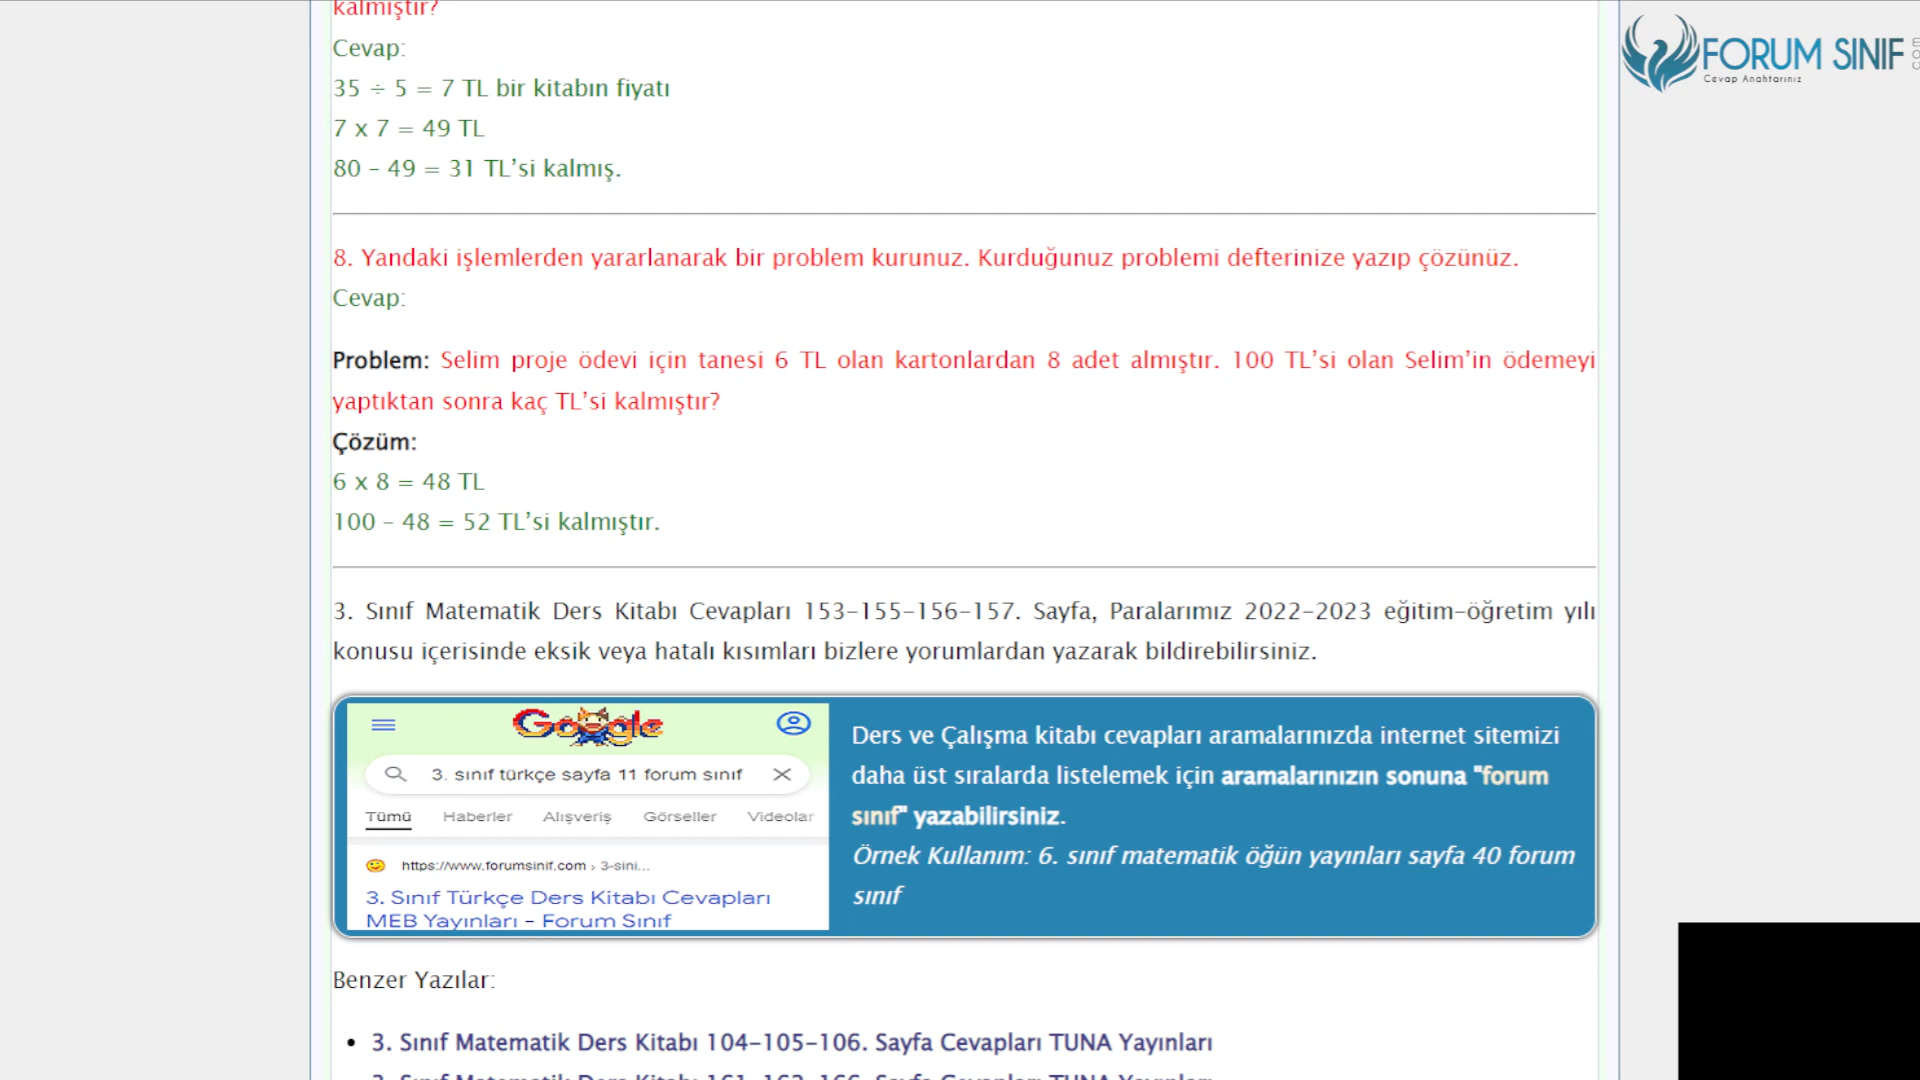 kalmıştır?
FORUM SINIF
Cevap Anahtarınız
Cevap:
35 ÷ 5 = 7 TL bir kitabın fiyatı
7 x 7 = 49 TL
80 – 49 = 31 TL’si kalmış.
8. Yandaki işlemlerden yararlanarak bir problem kurunuz. Kurduğunuz problemi defterinize yazıp çözünüz.
Cevap:
Problem: Selim proje ödevi için tanesi 6 TL olan kartonlardan 8 adet almıştır. 100 TL’si olan Selim’in ödemeyi
yaptıktan sonra kaç TL’si kalmıştır?
Çözüm:
6 x 8 = 48 TL
100 – 48 = 52 TL’si kalmıştır.
3. Sınıf Matematik Ders Kitabı Cevapları 153-155-156-157. Sayfa, Paralarımız 2022-2023 eğitim-öğretim yılı
konusu içerisinde eksik veya hatalı kısımları bizlere yorumlardan yazarak bildirebilirsiniz.
Google
3. sınıf türkçe sayfa 11 forum sınıf
Tümü Haberler Alışveriş Görseller Videolar
https://www.forumsinif.com › 3-sini...
3. Sınıf Türkçe Ders Kitabı Cevapları
MEB Yayınları - Forum Sınıf
Ders ve Çalışma kitabı cevapları aramalarınızda internet sitemizi
daha üst sıralarda listelemek için aramalarınızın sonuna "forum
sınıf" yazabilirsiniz.
Örnek Kullanım: 6. sınıf matematik öğün yayınları sayfa 40 forum
sınıf
Benzer Yazılar:
• 3. Sınıf Matematik Ders Kitabı 104-105-106. Sayfa Cevapları TUNA Yayınları